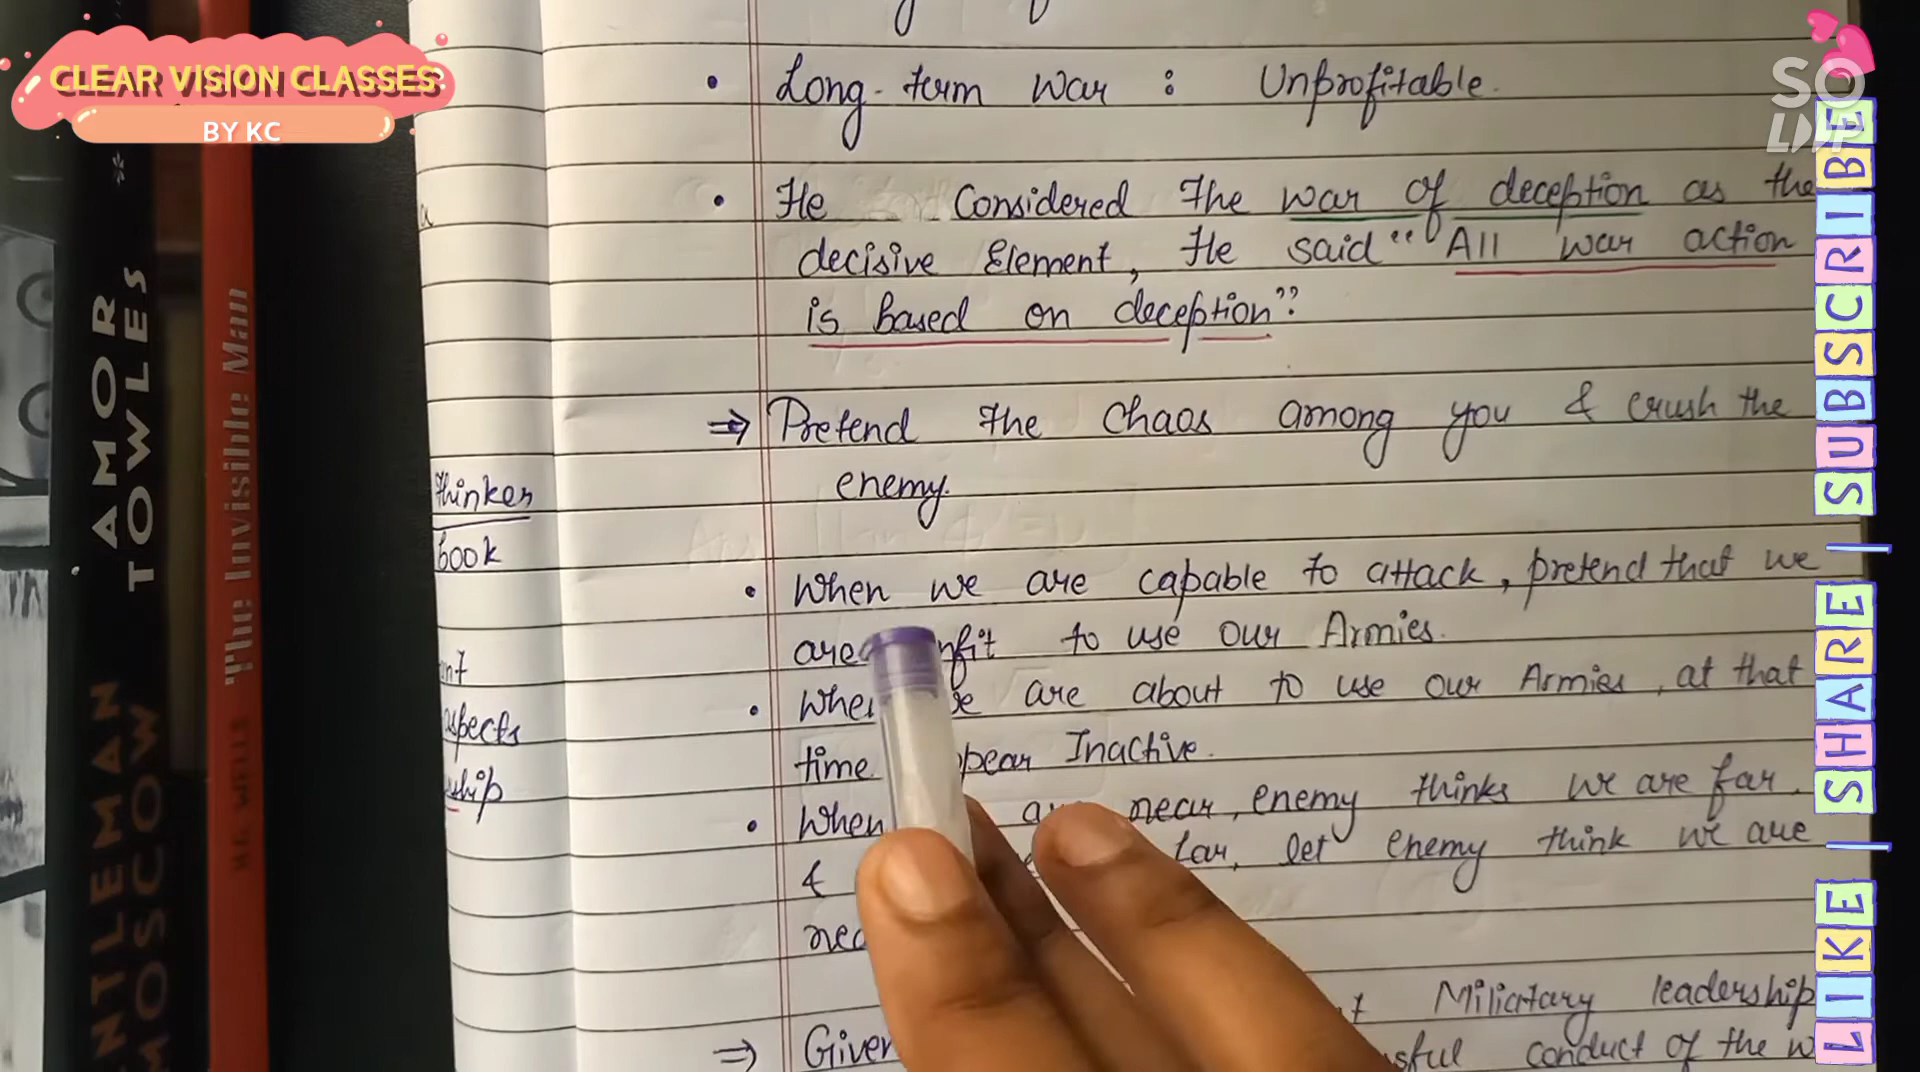 CLEAR VISION CLASSES
BY KC
SO
LIKE | SHARE | SUBSCRIBE
AMOR
TOWLES
The Invisible Man
thinker
book
aspects
ship
• Long-term war : Unprofitable.
• He Considered the war of deception as the
decisive Element, He said "All war action
is based on deception".
⇒ Pretend the chaos among you & crush the
enemy.
• When we are capable to attack, pretend that we
are to use our Armies.
• When are about to use our Armies, at that
time Inactive.
• When near, enemy thinks we are far.
& far, let enemy think we are
⇒ Given Miliatary leadership
conduct of the